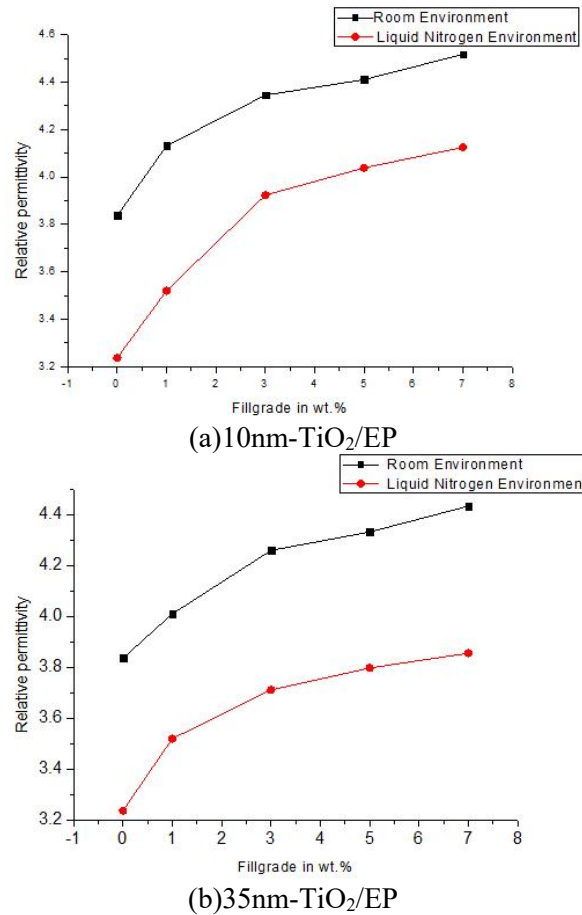 Room Environment
Liquid Nitrogen Environment
4.6
4.4
4.2
4.0
3.8
3.6
3.4
3.2
Relative permittivity
-1 0 1 2 3 4 5 6 7 8
Fillgrade in wt.%
(a)10nm-TiO₂/EP
Room Environment
Liquid Nitrogen Environment
4.4
4.2
4.0
3.8
3.6
3.4
3.2
Relative permittivity
-1 0 1 2 3 4 5 6 7 8
Fillgrade in wt.%
(b)35nm-TiO₂/EP